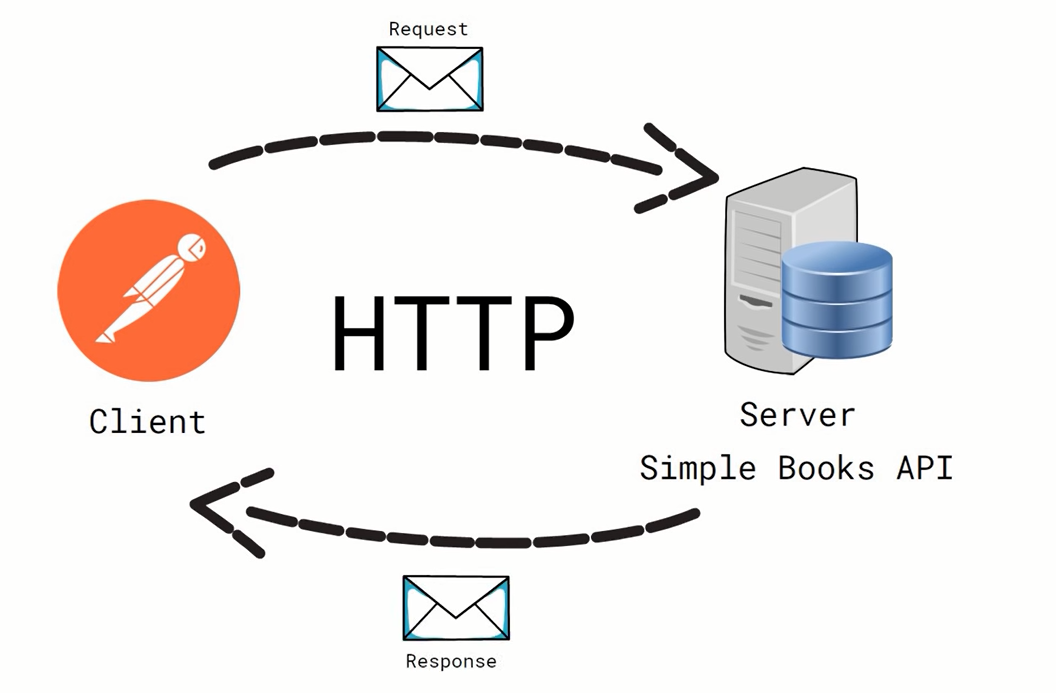 Request
HTTP
Client
Server
Simple Books API
Response